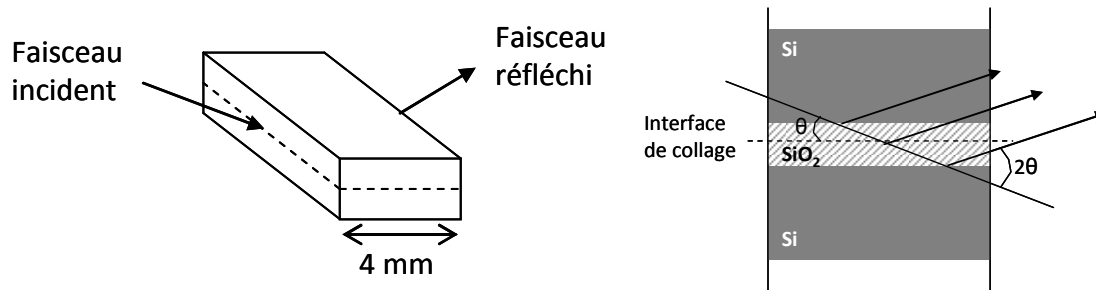 Faisceau
incident
Faisceau
réfléchi
4 mm
Si
Interface
de collage
θ
SiO₂
2θ
Si